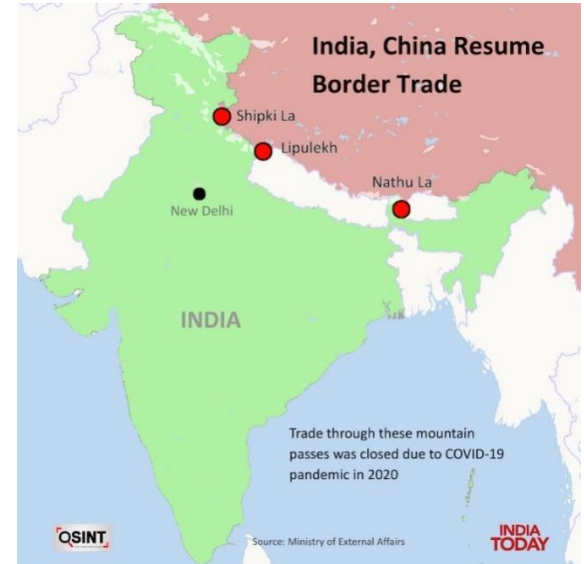 India, China Resume
Border Trade
Shipki La
Lipulekh
Nathu La
New Delhi
INDIA
Trade through these mountain
passes was closed due to COVID-19
pandemic in 2020
OSINT
Source: Ministry of External Affairs
INDIA
TODAY